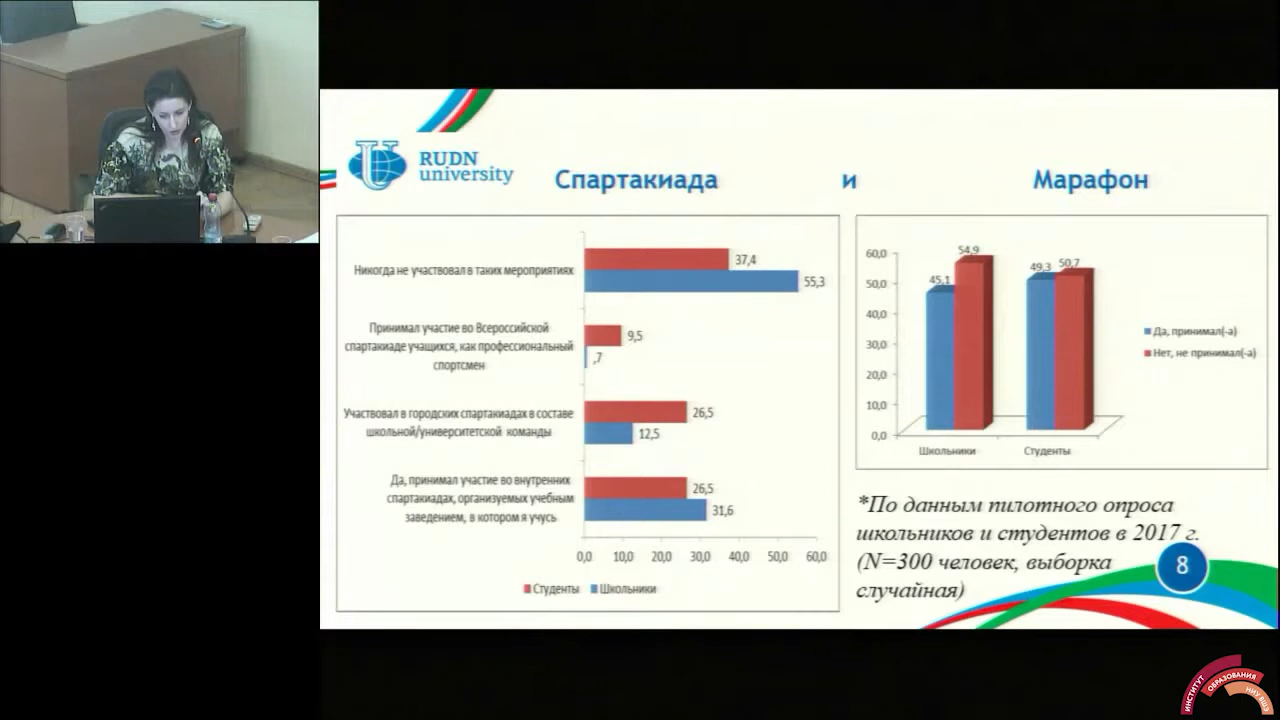 RUDN
university
Спартакиада и Марафон
Никогда не участвовал в таких мероприятиях
37,4
55,3
Принимал участие во Всероссийской
спартакиаде учащихся, как профессиональный
спортсмен
9,5
,7
Участвовал в городских спартакиадах в составе
школьной/университетской команды
26,5
12,5
Да, принимал участие во внутренних
спартакиадах, организуемых учебным
заведением, в котором я учусь
26,5
31,6
0,0 10,0 20,0 30,0 40,0 50,0 60,0
Студенты Школьники
60,0
50,0
40,0
30,0
20,0
10,0
0,0
45,1
54,9
49,3
50,7
Школьники Студенты
Да, принимал(-а)
Нет, не принимал(-а)
*По данным пилотного опроса
школьников и студентов в 2017 г.
(N=300 человек, выборка
случайная)
8
ИНСТИТУТ
ОБРАЗОВАНИЯ
НИУ ВШЭ